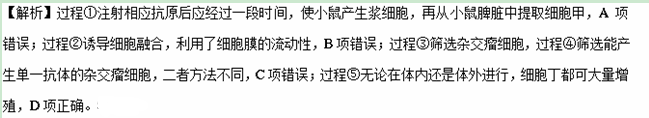 【解析】过程①注射相应抗原后应经过一段时间，使小鼠产生浆细胞，再从小鼠脾脏中提取细胞甲，A 项
错误；过程②诱导细胞融合，利用了细胞膜的流动性，B 项错误；过程③筛选杂交瘤细胞，过程④筛选能产
生单一抗体的杂交瘤细胞，二者方法不同，C 项错误；过程⑤无论在体内还是体外进行，细胞丁都可大量增
殖，D 项正确。